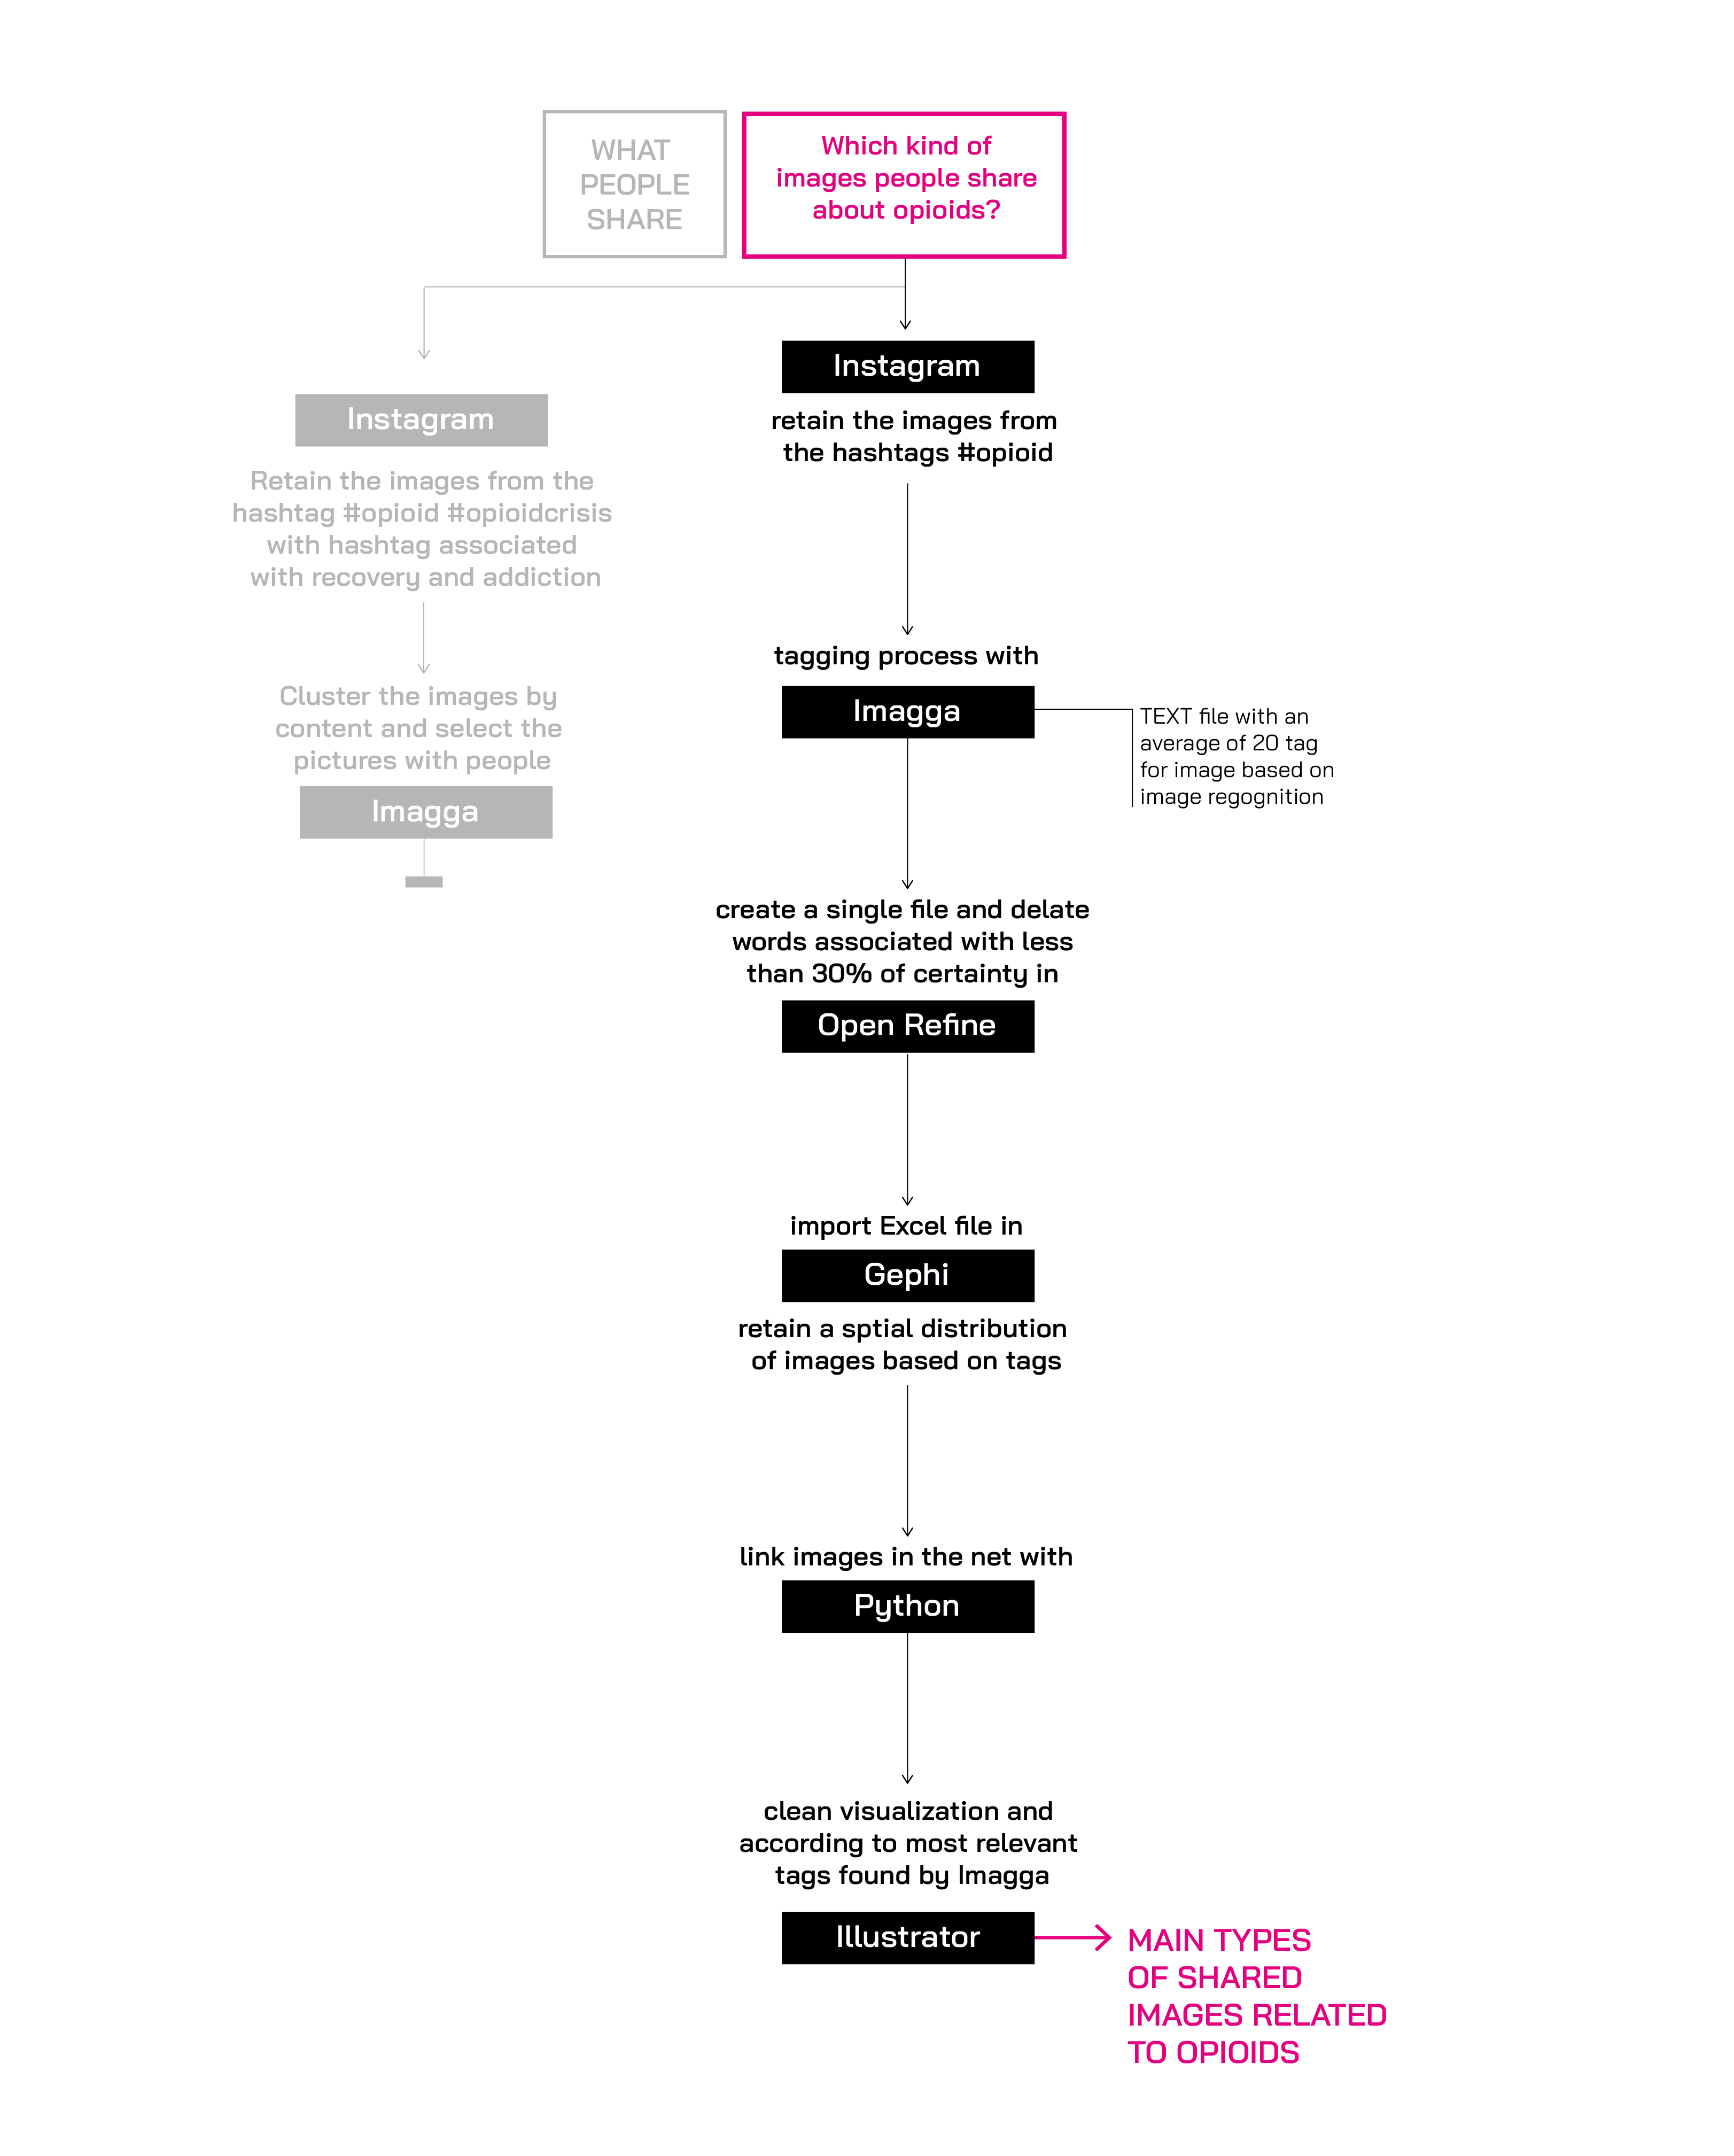 WHAT
PEOPLE
SHARE
Which kind of
images people share
about opioids?
Instagram
Retain the images from the
hashtag #opioid #opioidcrisis
with hashtag associated
with recovery and addiction
Cluster the images by
content and select the
pictures with people
Imagga
Instagram
retain the images from
the hashtags #opioid
tagging process with
Imagga
TEXT file with an
average of 20 tag
for image based on
image regognition
create a single file and delate
words associated with less
than 30% of certainty in
Open Refine
import Excel file in
Gephi
retain a sptial distribution
of images based on tags
link images in the net with
Python
clean visualization and
according to most relevant
tags found by Imagga
Illustrator
MAIN TYPES
OF SHARED
IMAGES RELATED
TO OPIOIDS